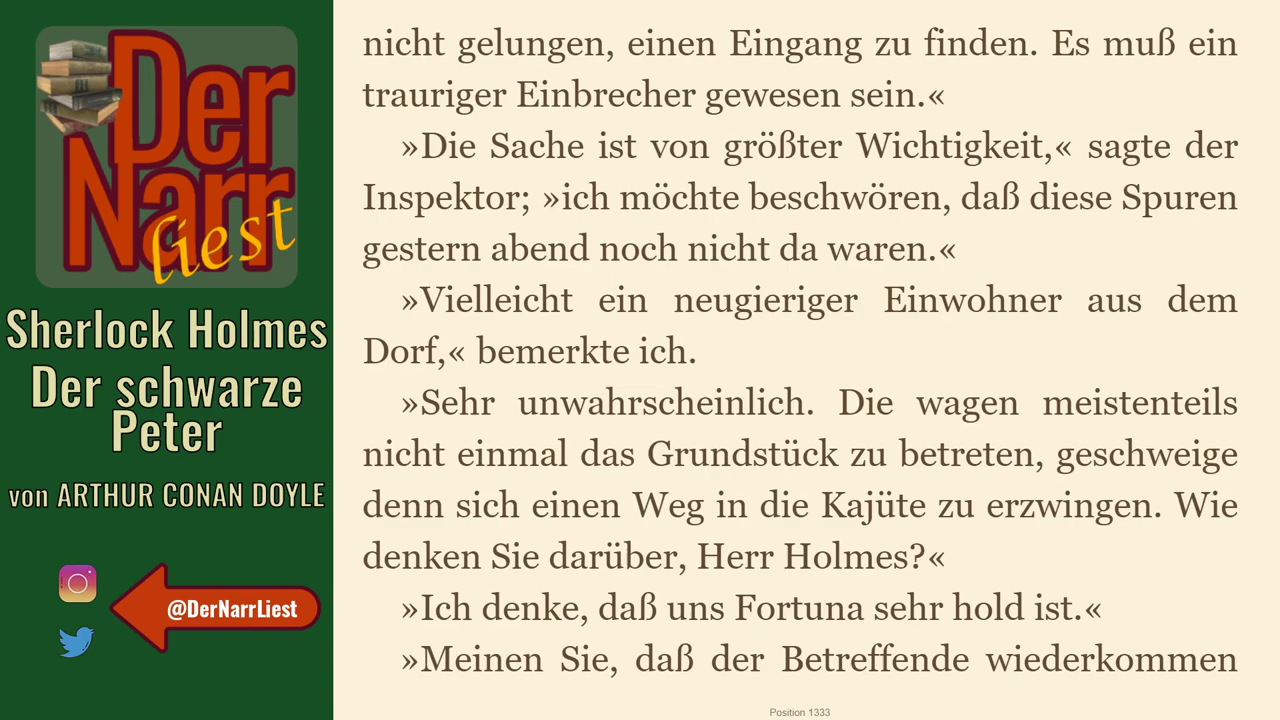 Der
Narr
liest
Sherlock Holmes
Der schwarze
Peter
von ARTHUR CONAN DOYLE
@DerNarrLiest
nicht gelungen, einen Eingang zu finden. Es muß ein
trauriger Einbrecher gewesen sein.«
»Die Sache ist von größter Wichtigkeit,« sagte der
Inspektor; »ich möchte beschwören, daß diese Spuren
gestern abend noch nicht da waren.«
»Vielleicht ein neugieriger Einwohner aus dem
Dorf,« bemerkte ich.
»Sehr unwahrscheinlich. Die wagen meistenteils
nicht einmal das Grundstück zu betreten, geschweige
denn sich einen Weg in die Kajüte zu erzwingen. Wie
denken Sie darüber, Herr Holmes?«
»Ich denke, daß uns Fortuna sehr hold ist.«
»Meinen Sie, daß der Betreffende wiederkommen
Position 1333